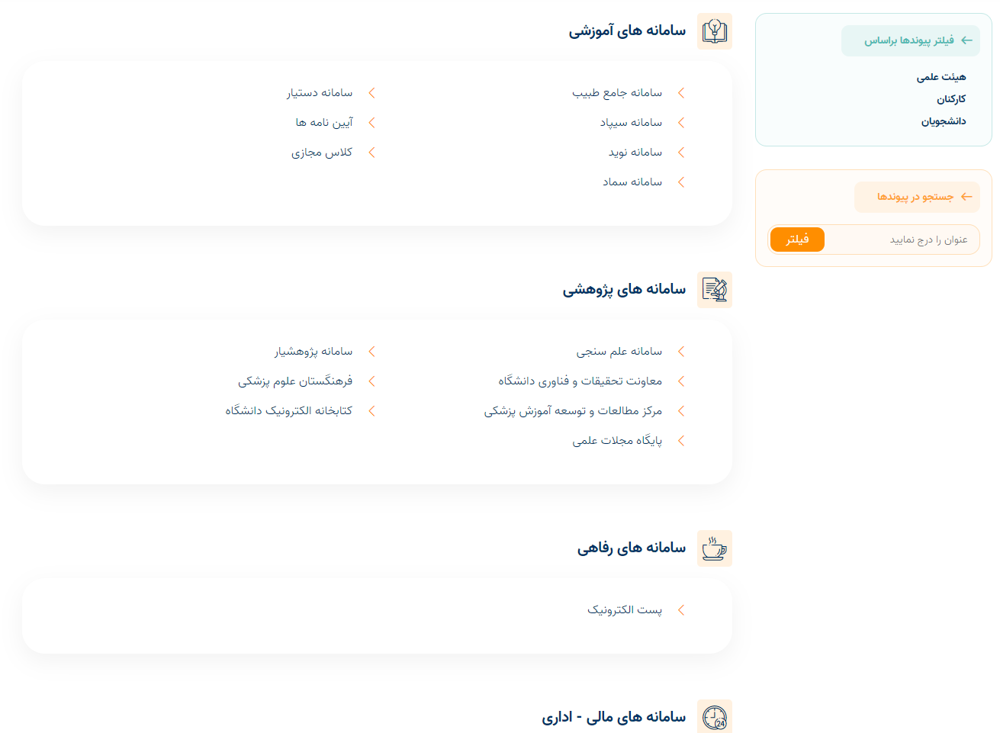 فیلتر پیوندها براساس
هیئت علمی
کارکنان
دانشجویان
جستجو در پیوندها
عنوان را درج نمایید
فیلتر
سامانه های آموزشی
سامانه جامع طبیب
سامانه سیپاد
سامانه نوید
سامانه سماد
سامانه دستیار
آیین نامه ها
کلاس مجازی
سامانه های پژوهشی
سامانه علم سنجی
معاونت تحقیقات و فناوری دانشگاه
مرکز مطالعات و توسعه آموزش پزشکی
پایگاه مجلات علمی
سامانه پژوهشیار
فرهنگستان علوم پزشکی
کتابخانه الکترونیک دانشگاه
سامانه های رفاهی
پست الکترونیک
سامانه های مالی - اداری
24